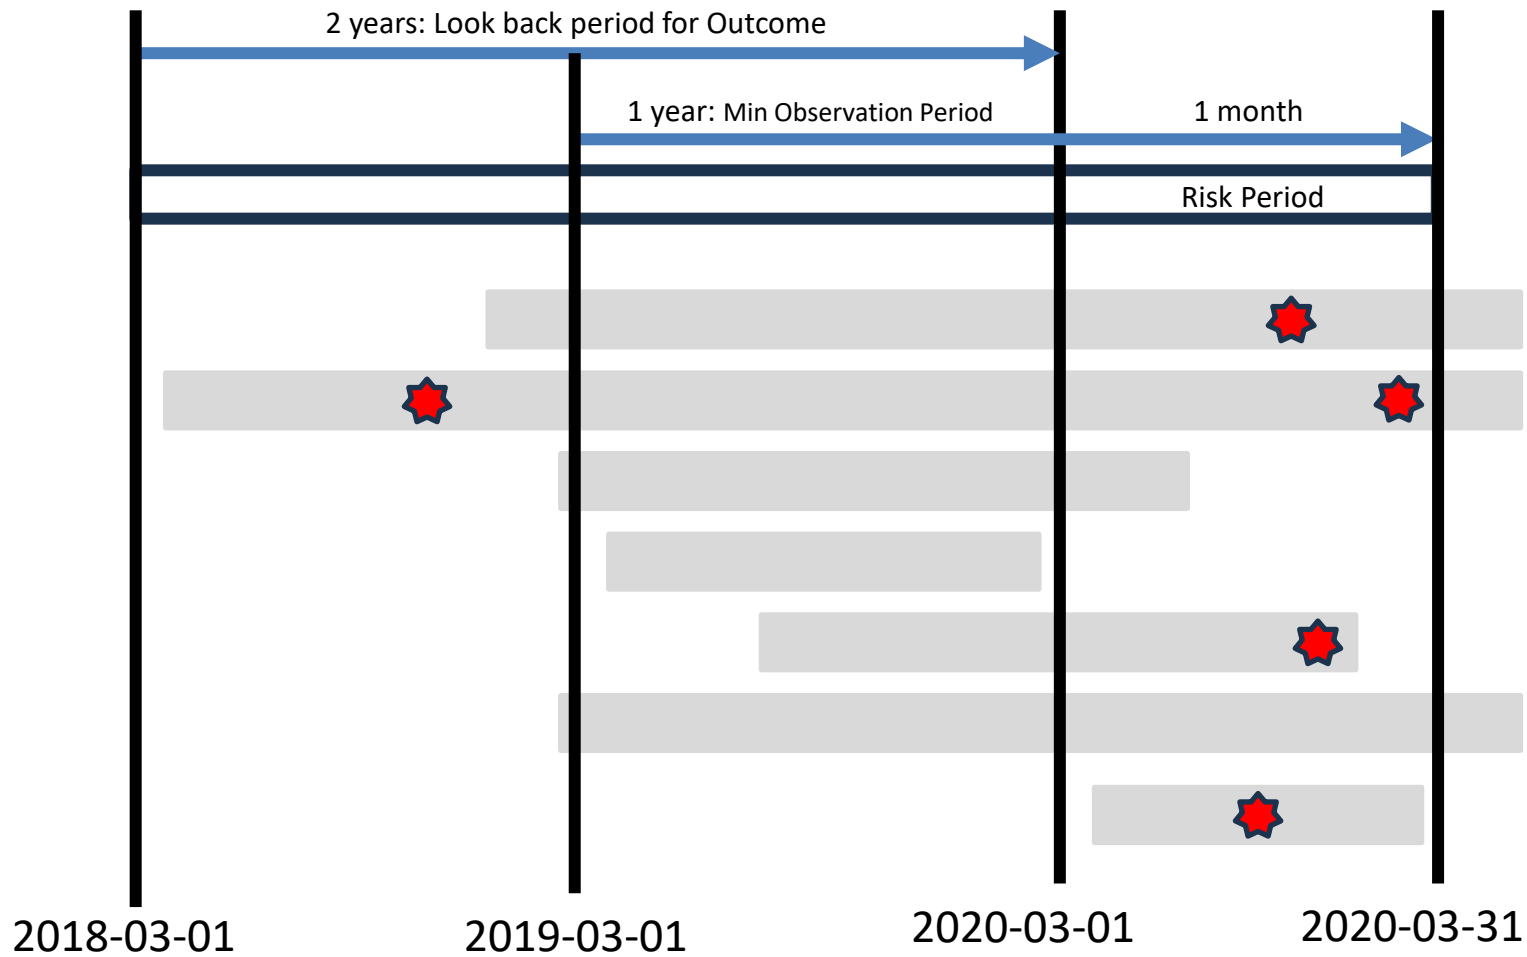 2 years: Look back period for Outcome
1 year: Min Observation Period
1 month
Risk Period
2018-03-01
2019-03-01
2020-03-01
2020-03-31